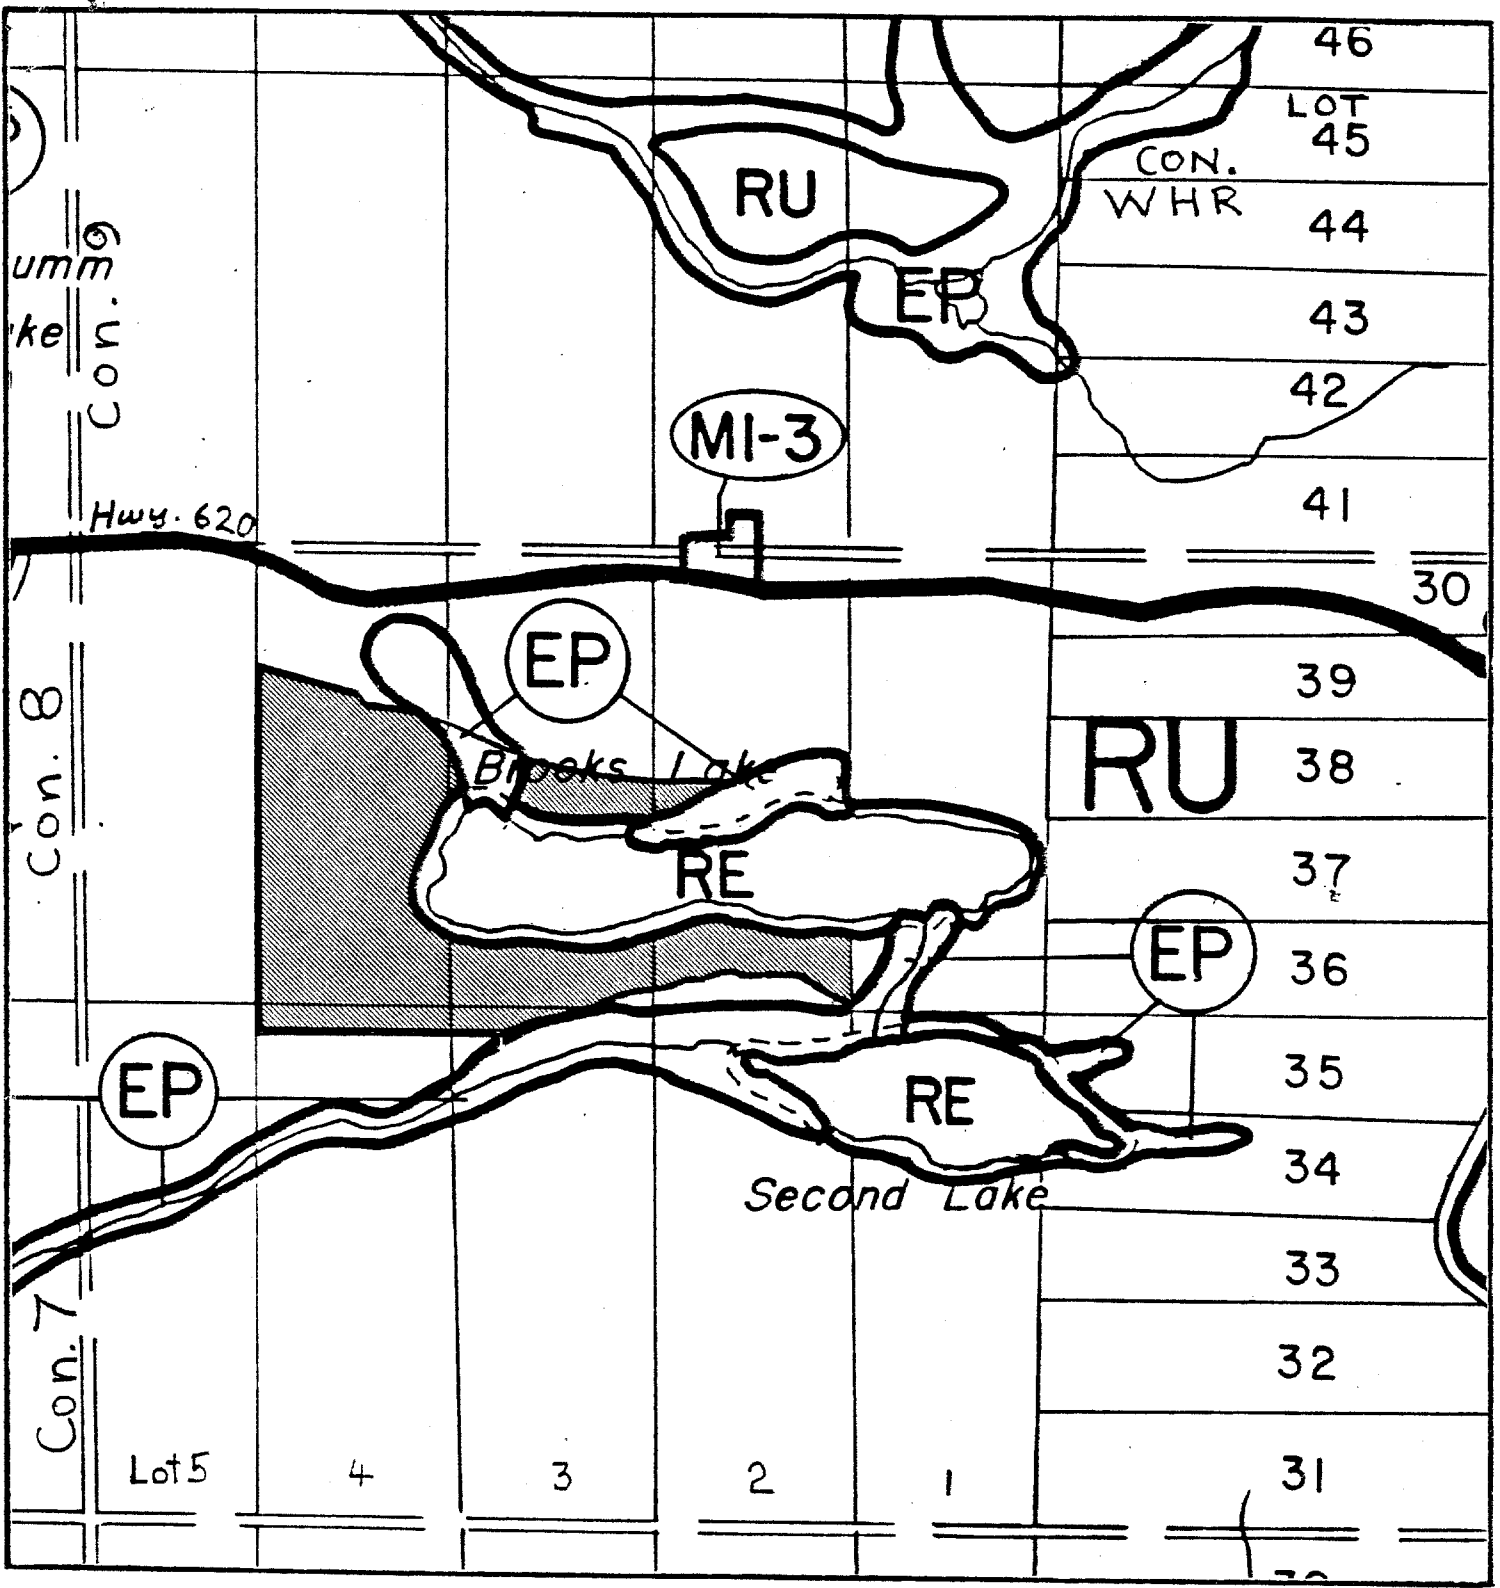 46
LOT
45
CON.
WHR
RU
44
Con. 9
umm
ke
EP
43
42
MI-3
41
Hwy. 620
30
EP
39
Con. 8
Brooks Lake
RU
38
RE
37
EP
36
EP
35
RE
34
Second Lake
33
Con. 7
32
Lot 5
4
3
2
1
31